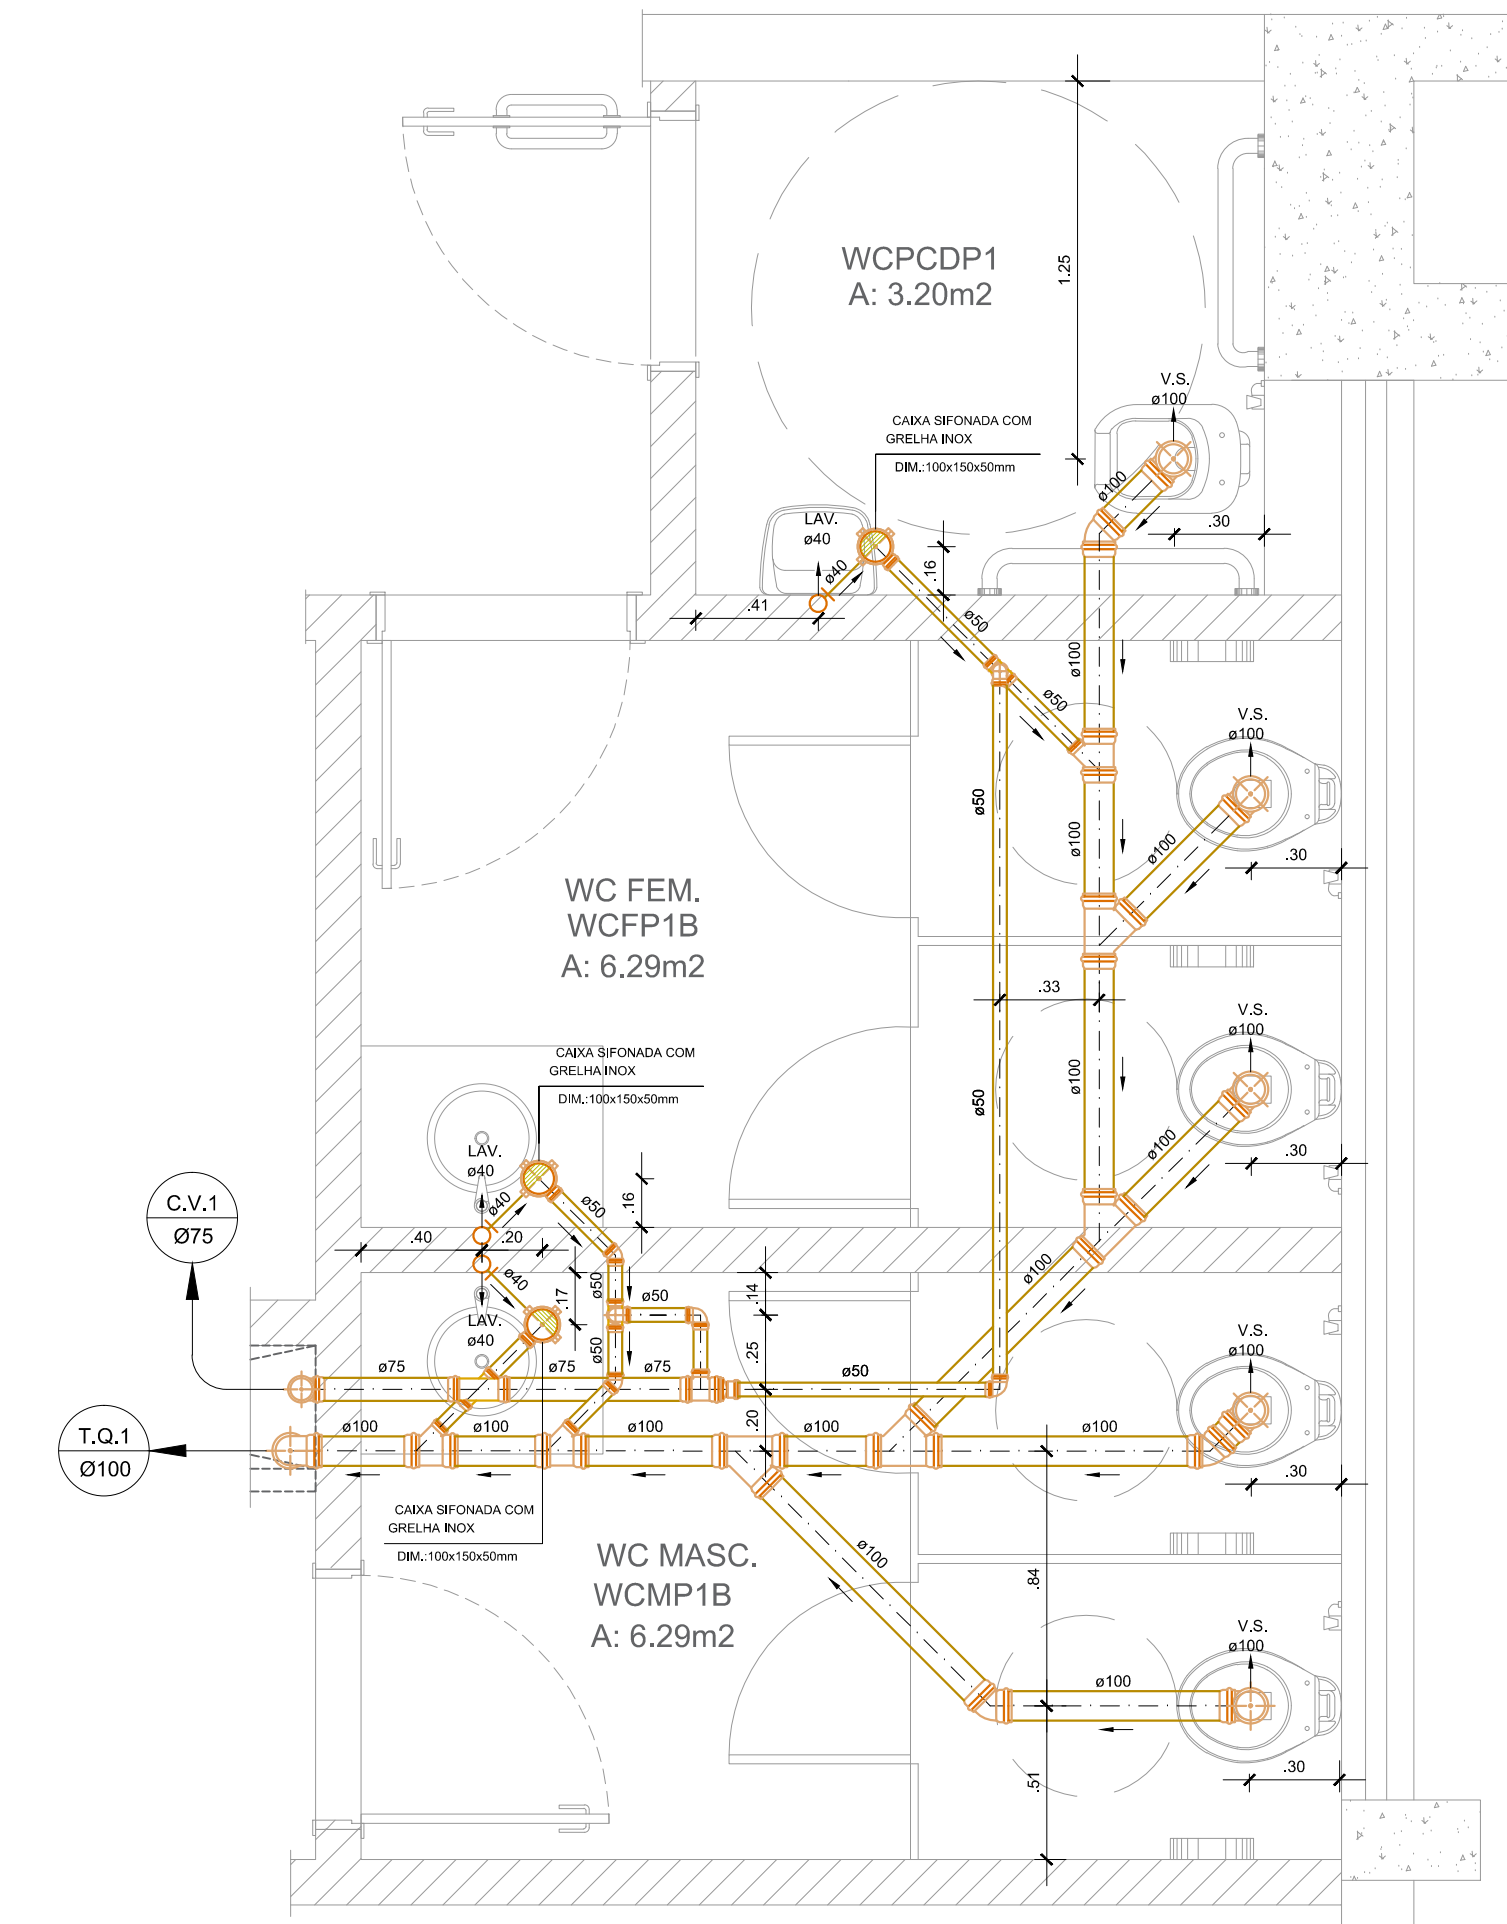 1.25
WCPCDP1
A: 3.20m2
V.S.
ø100
CAIXA SIFONADA COM
GRELHA INOX
DIM.:100x150x50mm
ø100
LAV.
ø40
.30
ø40
.16
.41
ø50
ø100
ø50
V.S.
ø100
ø50
ø100
ø100
.30
WC FEM.
WCFP1B
A: 6.29m2
.33
V.S.
ø100
CAIXA SIFONADA COM
GRELHA INOX
DIM.:100x150x50mm
ø100
ø50
ø100
.30
LAV.
ø40
C.V.1
Ø75
ø40
ø50
.16
.40
.20
ø100
ø40
ø50
.17
ø50
.14
LAV.
ø40
V.S.
ø100
ø50
.25
ø75
ø75
ø75
ø50
T.Q.1
Ø100
ø100
ø100
ø100
.20
ø100
ø100
.30
CAIXA SIFONADA COM
GRELHA INOX
DIM.:100x150x50mm
WC MASC.
WCMP1B
A: 6.29m2
ø100
.84
V.S.
ø100
ø100
.51
.30